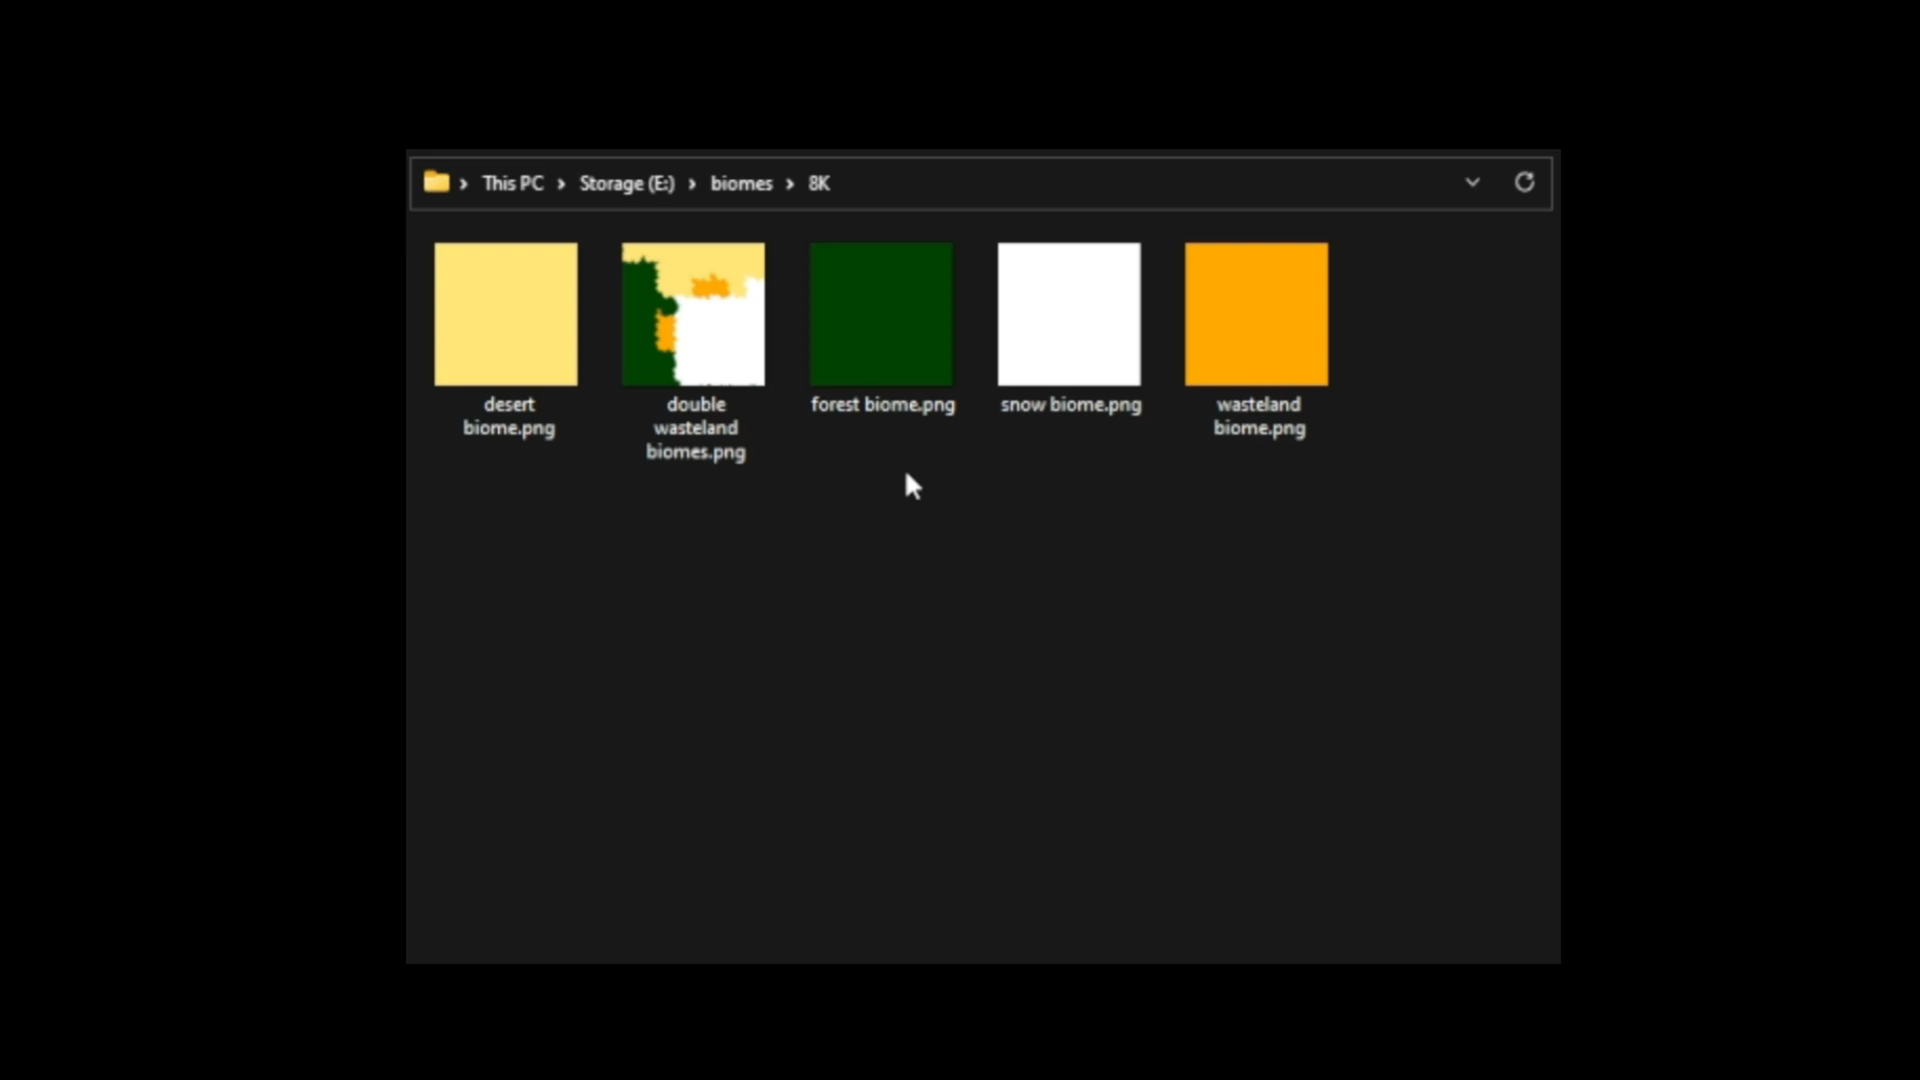 This PC > Storage (E:) > biomes > 8K
desert
biome.png
double
wasteland
biomes.png
forest biome.png
snow biome.png
wasteland
biome.png